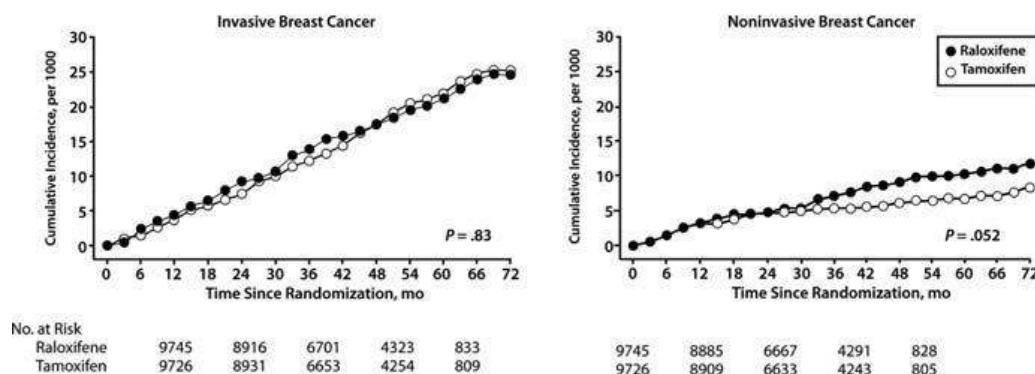 Invasive Breast Cancer
Cumulative Incidence, per 1000
30
25
20
15
10
5
0
P = .83
0 6 12 18 24 30 36 42 48 54 60 66 72
Time Since Randomization, mo
Noninvasive Breast Cancer
Cumulative Incidence, per 1000
30
25
20
15
10
5
0
Raloxifene
Tamoxifen
P = .052
0 6 12 18 24 30 36 42 48 54 60 66 72
Time Since Randomization, mo
No. at Risk
Raloxifene 9745 8916 6701 4323 833
Tamoxifen 9726 8931 6653 4254 809
9745 8885 6667 4291 828
9726 8909 6633 4243 805